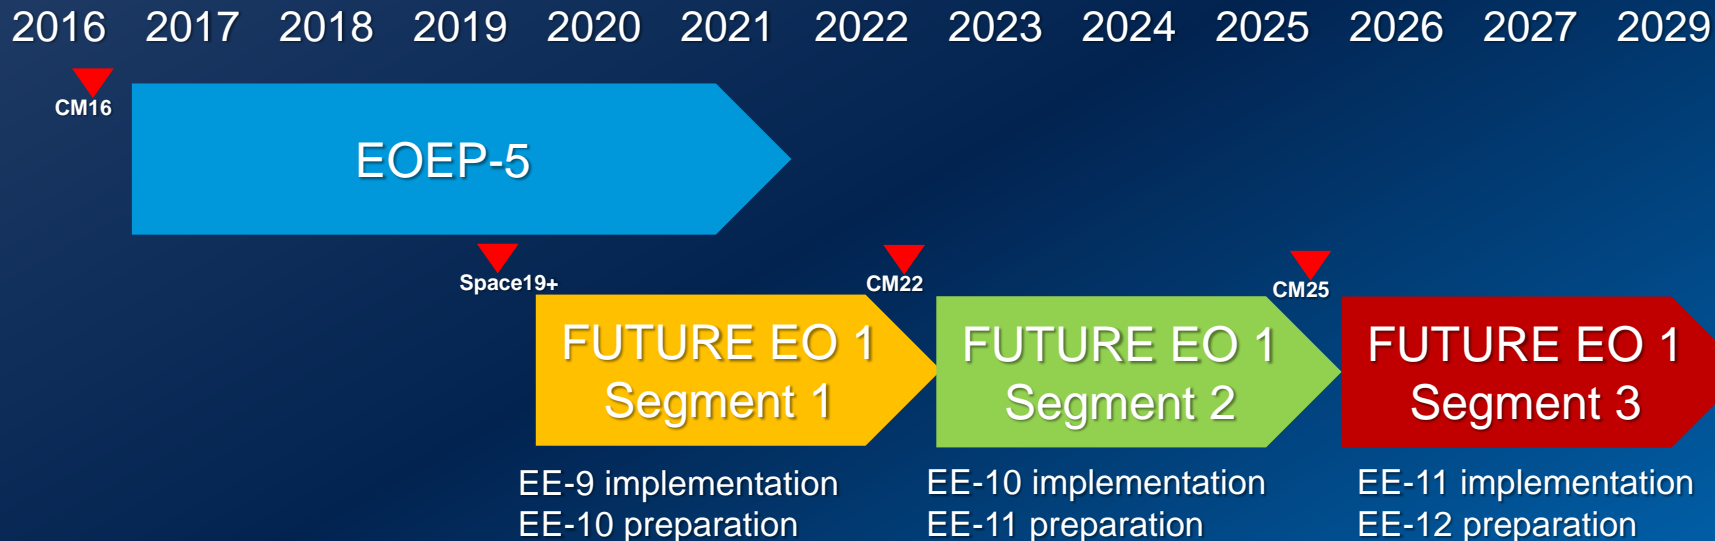 2016 2017 2018 2019 2020 2021 2022 2023 2024 2025 2026 2027 2029
CM16
EOEP-5
Space19+
CM22
CM25
FUTURE EO 1
Segment 1
FUTURE EO 1
Segment 2
FUTURE EO 1
Segment 3
EE-9 implementation
EE-10 preparation
EE-10 implementation
EE-11 preparation
EE-11 implementation
EE-12 preparation